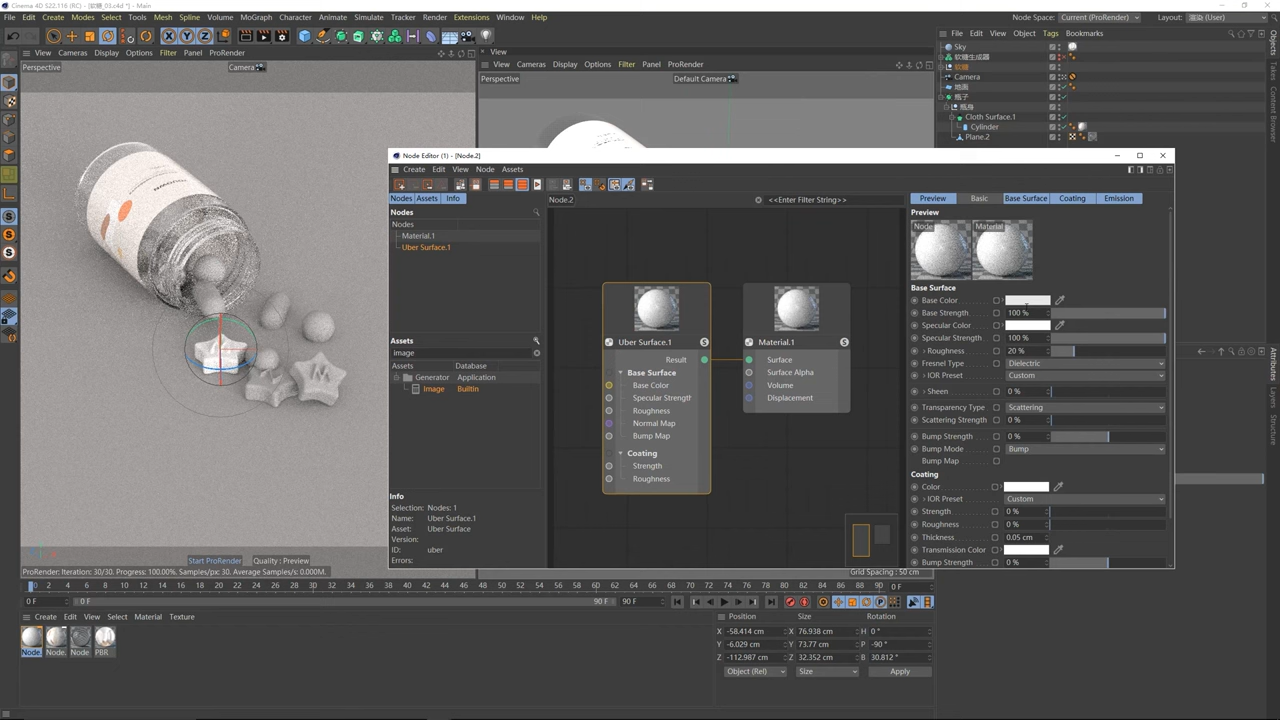 Cinema 4D S22.116 (RC) - [软糖_03.c4d *] - Main
File Edit Create Modes Select Tools Mesh Spline Volume MoGraph Character Animate Simulate Tracker Render Extensions Window Help
Node Space: Current (ProRender) Layout: 渲染 (User)
X Y Z
View Cameras Display Options Filter Panel ProRender
Perspective
Camera
Start ProRender
Quality : Preview
ProRender: Iteration: 30/30. Progress: 100.00%, Samples/px: 30. Samples/s: 0.000M.
View
View Cameras Display Options Filter Panel ProRender
Perspective
Default Camera
File Edit View Object Tags Bookmarks
Sky
软糖生成器
软糖
Camera
地面
瓶子
瓶身
Cloth Surface.1
Cylinder
Plane.2
Objects
Takes
Content Browser
Attributes
Layers
Structure
Node Editor (1) - [Node.2]
Create Edit View Node Assets
Nodes Assets Info
Nodes
Nodes
Material.1
Uber Surface.1
Assets
image
Assets Database
Generator Application
Image Builtin
Info
Selection: Nodes: 1
Name: Uber Surface.1
Asset: Uber Surface
Version:
ID: uber
Errors:
Node.2
<<Enter Filter String>>
Uber Surface.1
Result
Base Surface
Base Color
Specular Strength
Roughness
Normal Map
Bump Map
Coating
Strength
Roughness
Material.1
Surface
Surface Alpha
Volume
Displacement
Grid Spacing : 50 cm
Preview Basic Base Surface Coating Emission
Preview
Node Material
Base Surface
Base Color
Base Strength 100 %
Specular Color
Specular Strength 100 %
Roughness 20 %
Fresnel Type Dielectric
IOR Preset Custom
Sheen 0 %
Transparency Type Scattering
Scattering Strength 0 %
Bump Strength 0 %
Bump Mode Bump
Bump Map
Coating
Color
IOR Preset Custom
Strength 0 %
Roughness 0 %
Thickness 0.05 cm
Transmission Color
Bump Strength 0 %
0 2 4 6 8 10 12 14 16 18 20 22 24 26 28 30 32 34 36 38 40 42 44 46 48 50 52 54 56 58 60 62 64 66 68 70 72 74 76 78 80 82 84 86 88 90 0 F
0 F 0 F 90 F 90 F
Create Edit View Select Material Texture
Node. Node. Node PBR
Position Size Rotation
X -58.414 cm X 76.938 cm H 0 °
Y -6.029 cm Y 73.77 cm P -90 °
Z -112.987 cm Z 32.352 cm B 30.812 °
Object (Rel) Size Apply